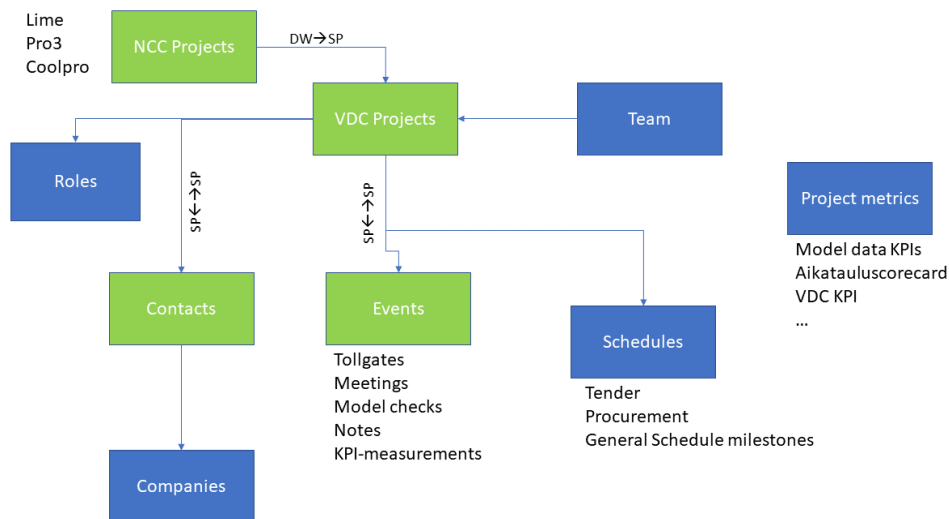 Lime
Pro3
Coolpro
NCC Projects
DW→SP
VDC Projects
Team
Roles
SP←→SP
SP←→SP
Project metrics
Model data KPIs
Aikatauluscorecard
VDC KPI
...
Contacts
Events
Tollgates
Meetings
Model checks
Notes
KPI-measurements
Schedules
Tender
Procurement
General Schedule milestones
Companies